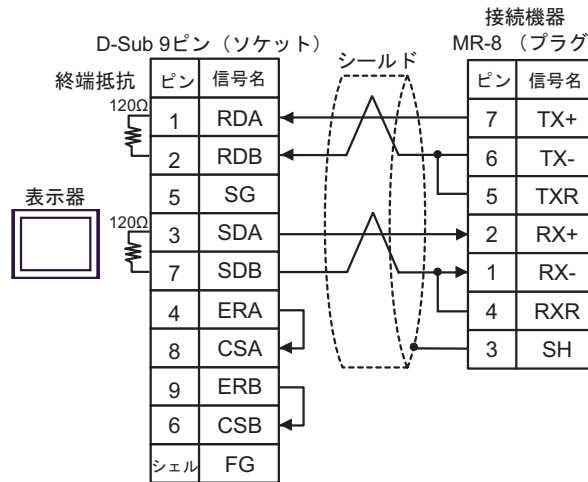 接続機器
D-Sub 9ピン（ソケット）
シールド
MR-8 （プラグ
終端抵抗
ピン 信号名
ピン 信号名
120Ω
1 RDA
7 TX+
2 RDB
6 TX-
5 SG
5 TXR
表示器
120Ω
3 SDA
2 RX+
7 SDB
1 RX-
4 ERA
4 RXR
8 CSA
3 SH
9 ERB
6 CSB
シェル FG